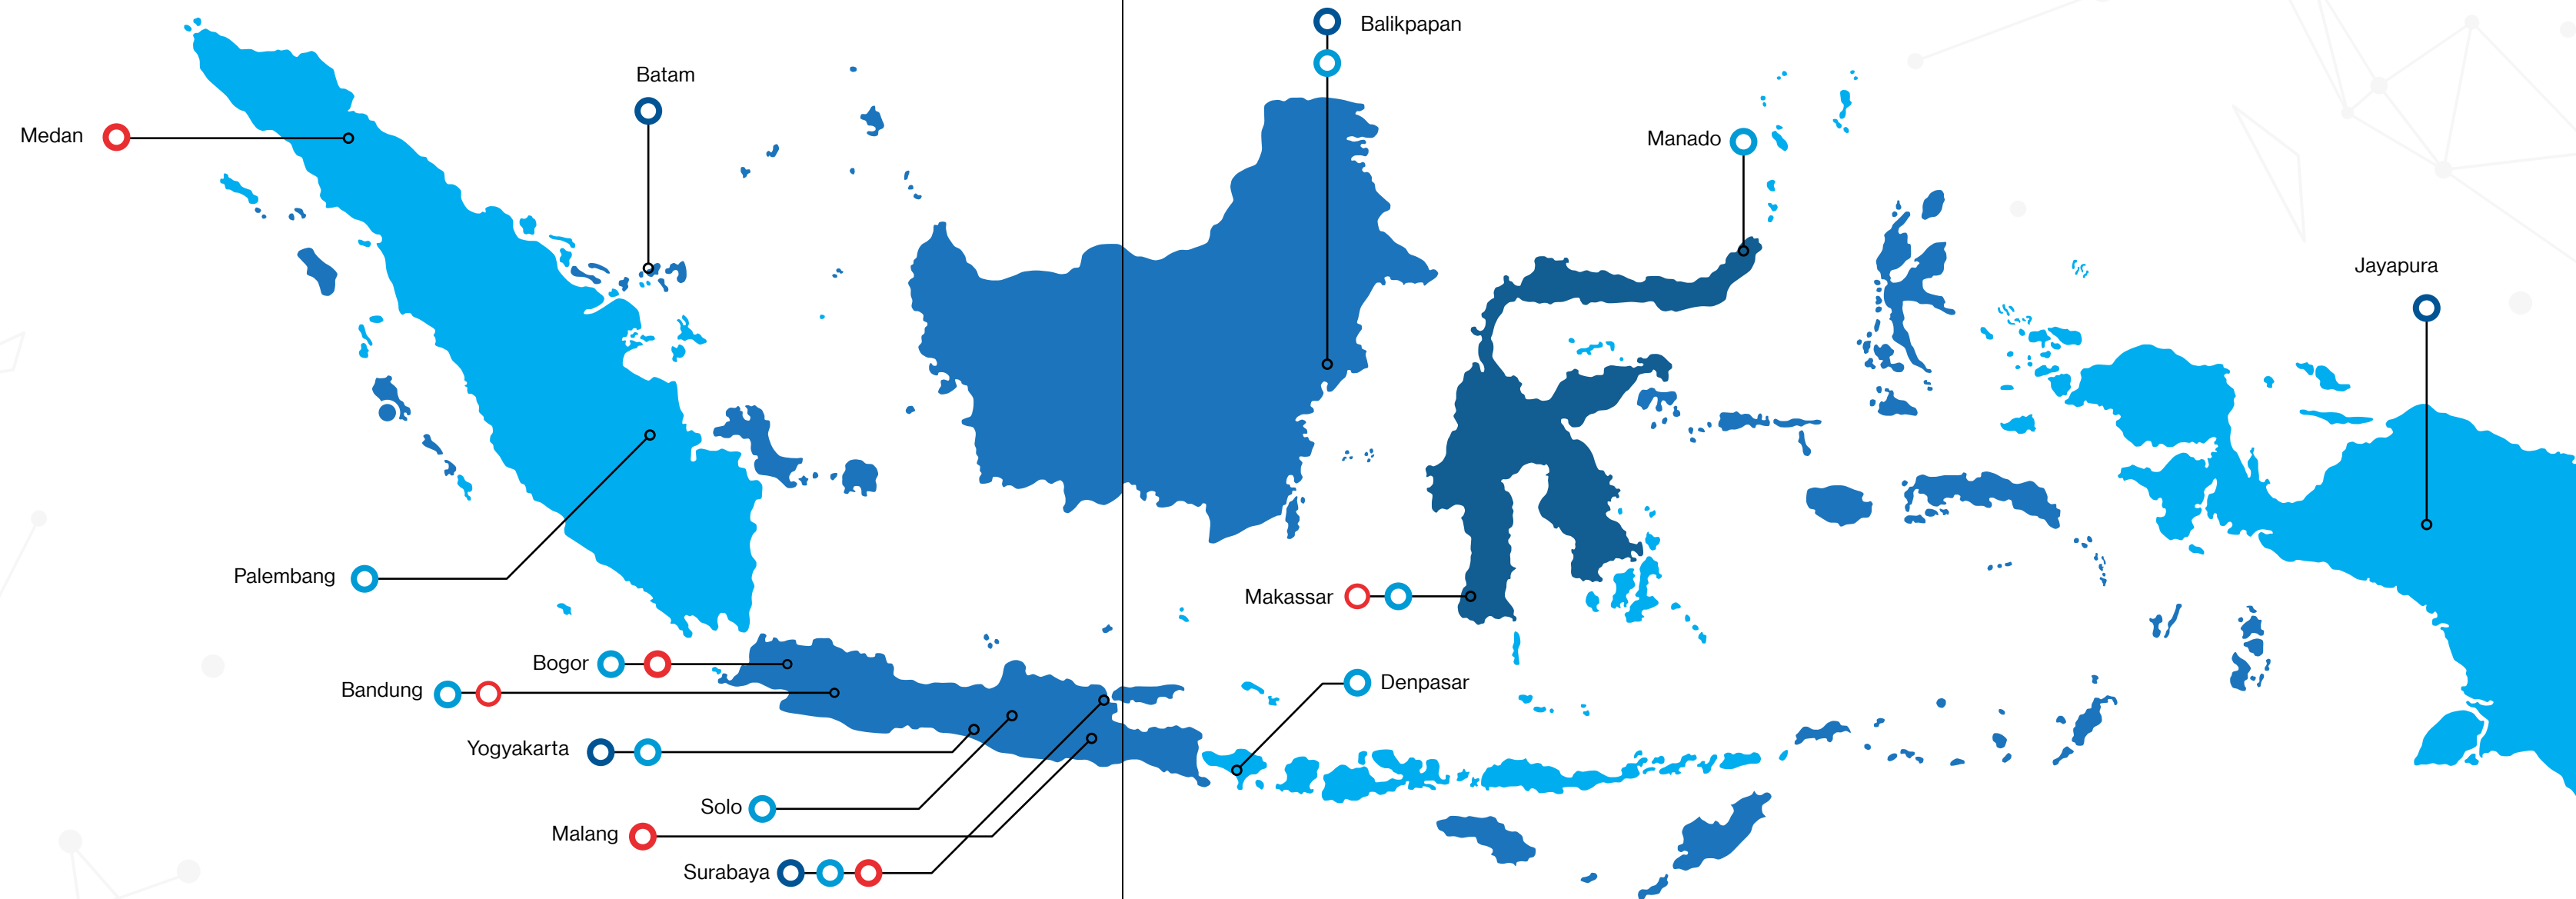 Balikpapan
Batam
Medan
Manado
Jayapura
Palembang
Makassar
Bogor
Bandung
Denpasar
Yogyakarta
Solo
Malang
Surabaya